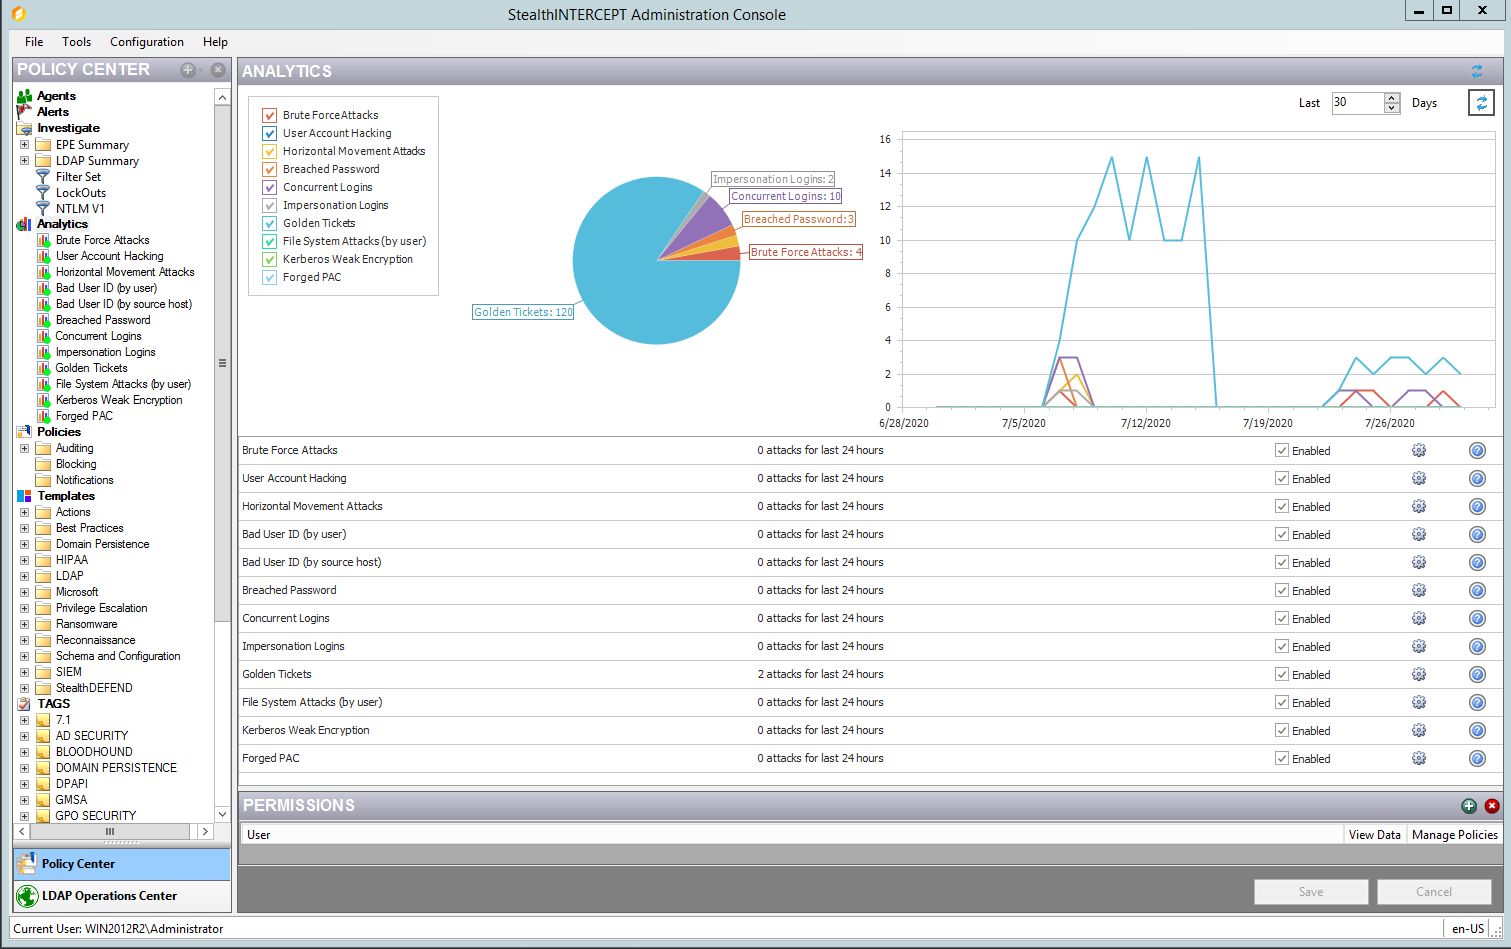 StealthINTERCEPT Administration Console
File Tools Configuration Help
POLICY CENTER
Agents
Alerts
Investigate
EPE Summary
LDAP Summary
Filter Set
LockOuts
NTLM V1
Analytics
Brute Force Attacks
User Account Hacking
Horizontal Movement Attacks
Bad User ID (by user)
Bad User ID (by source host)
Breached Password
Concurrent Logins
Impersonation Logins
Golden Tickets
File System Attacks (by user)
Kerberos Weak Encryption
Forged PAC
Policies
Auditing
Blocking
Notifications
Templates
Actions
Best Practices
Domain Persistence
HIPAA
LDAP
Microsoft
Privilege Escalation
Ransomware
Reconnaissance
Schema and Configuration
SIEM
StealthDEFEND
TAGS
7.1
AD SECURITY
BLOODHOUND
DOMAIN PERSISTENCE
DPAPI
GMSA
GPO SECURITY
Policy Center
LDAP Operations Center
ANALYTICS
Last 30 Days
Brute Force Attacks
User Account Hacking
Horizontal Movement Attacks
Breached Password
Concurrent Logins
Impersonation Logins
Golden Tickets
File System Attacks (by user)
Kerberos Weak Encryption
Forged PAC
Impersonation Logins: 2
Concurrent Logins: 10
Breached Password: 3
Brute Force Attacks: 4
Golden Tickets: 120
16
14
12
10
8
6
4
2
0
6/28/2020 7/5/2020 7/12/2020 7/19/2020 7/26/2020
Brute Force Attacks 0 attacks for last 24 hours Enabled
User Account Hacking 0 attacks for last 24 hours Enabled
Horizontal Movement Attacks 0 attacks for last 24 hours Enabled
Bad User ID (by user) 0 attacks for last 24 hours Enabled
Bad User ID (by source host) 0 attacks for last 24 hours Enabled
Breached Password 0 attacks for last 24 hours Enabled
Concurrent Logins 0 attacks for last 24 hours Enabled
Impersonation Logins 0 attacks for last 24 hours Enabled
Golden Tickets 2 attacks for last 24 hours Enabled
File System Attacks (by user) 0 attacks for last 24 hours Enabled
Kerberos Weak Encryption 0 attacks for last 24 hours Enabled
Forged PAC 0 attacks for last 24 hours Enabled
PERMISSIONS
User View Data Manage Policies
Save Cancel
Current User: WIN2012R2\Administrator en-US